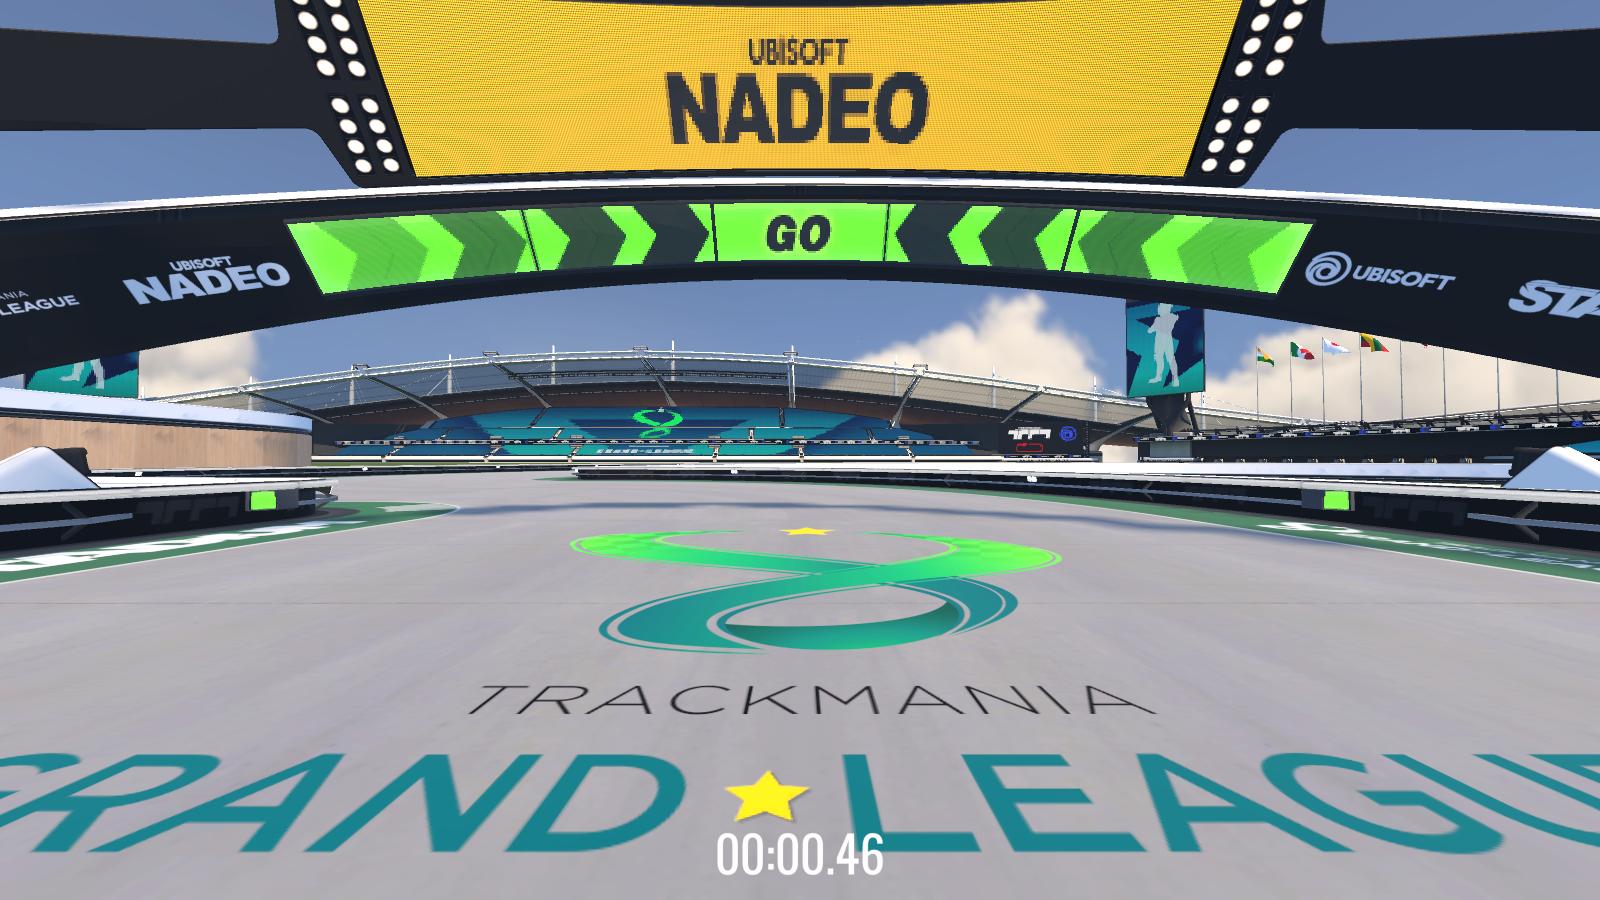 UBISOFT
NADEO
GO
LEAGUE
UBISOFT
NADEO
UBISOFT
TRACKMANIA
GRAND LEAGUE
00:00.46